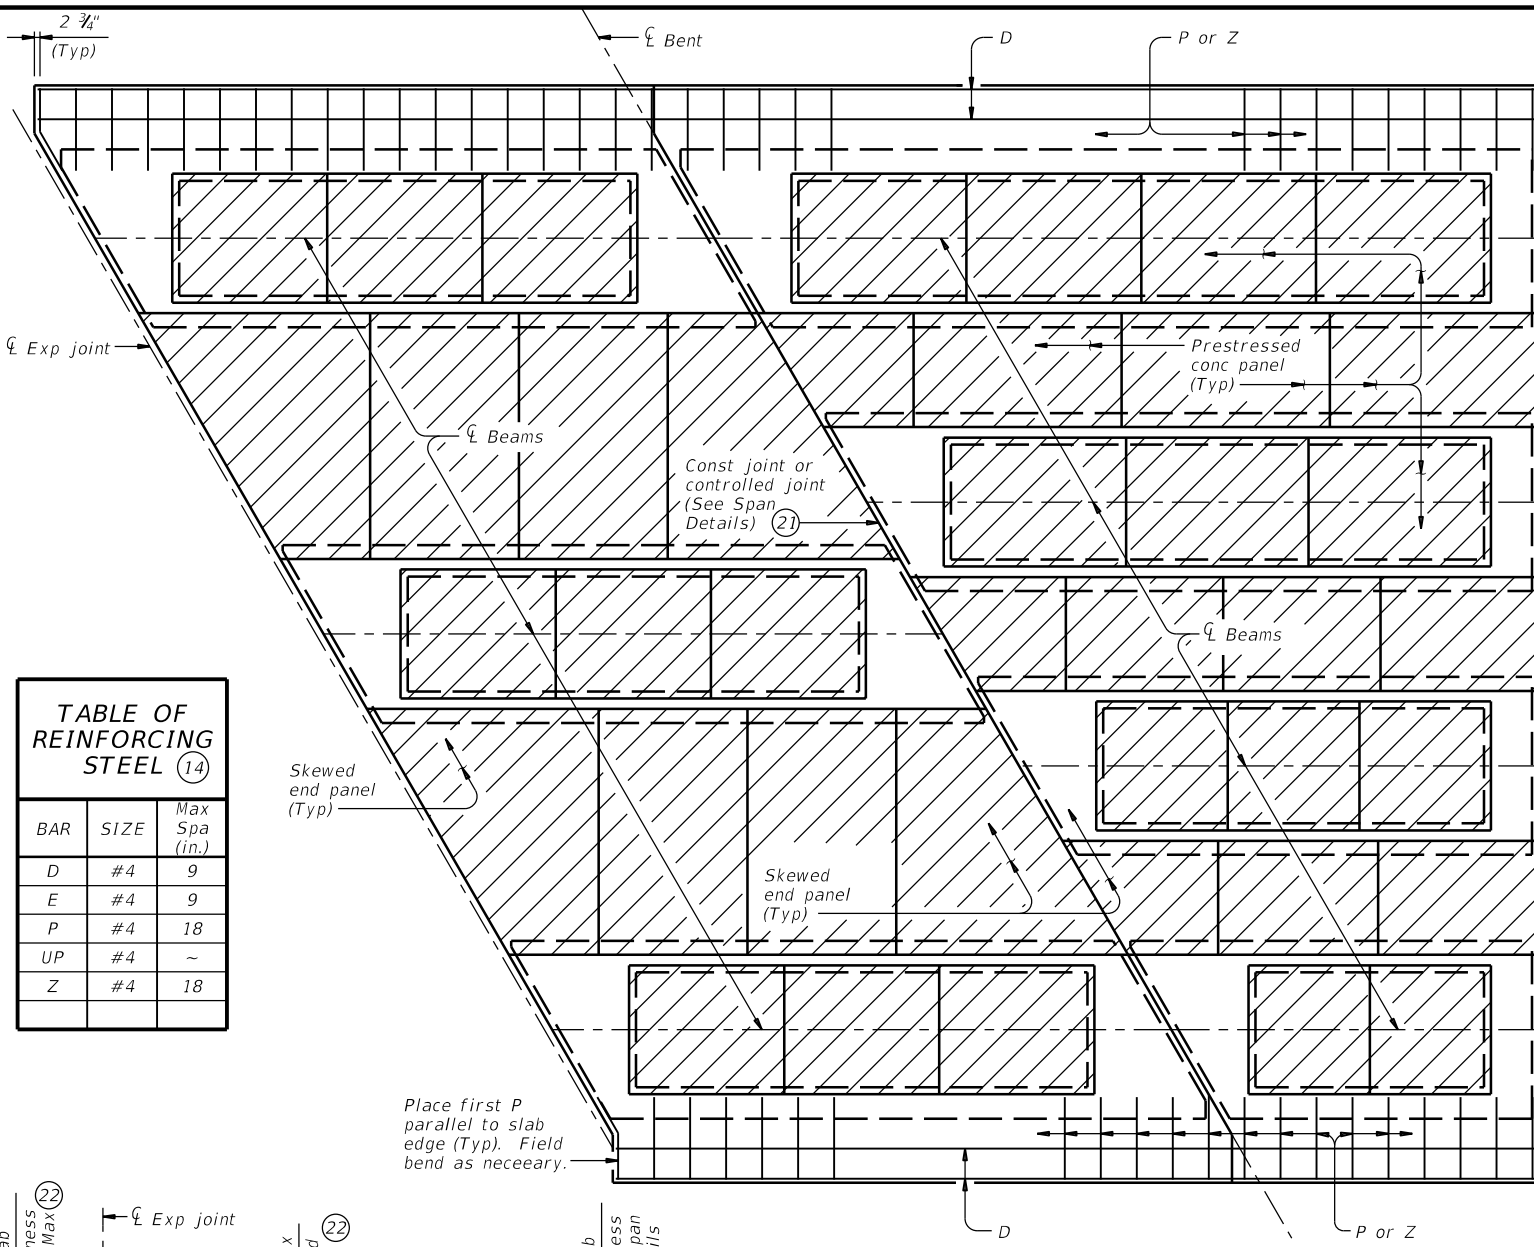 2 ¾"
(Typ)
℄ Bent
D
P or Z
℄ Exp joint
Prestressed
conc panel
(Typ)
℄ Beams
Const joint or
controlled joint
(See Span
Details) 21
℄ Beams
TABLE OF
REINFORCING
STEEL 14
BAR SIZE Max Spa (in.)
D #4 9
E #4 9
P #4 18
UP #4 ~
Z #4 18
Skewed
end panel
(Typ)
Skewed
end panel
(Typ)
Place first P
parallel to slab
edge (Typ). Field
bend as neceeary.
22
Max
℄ Exp joint
22
D
P or Z